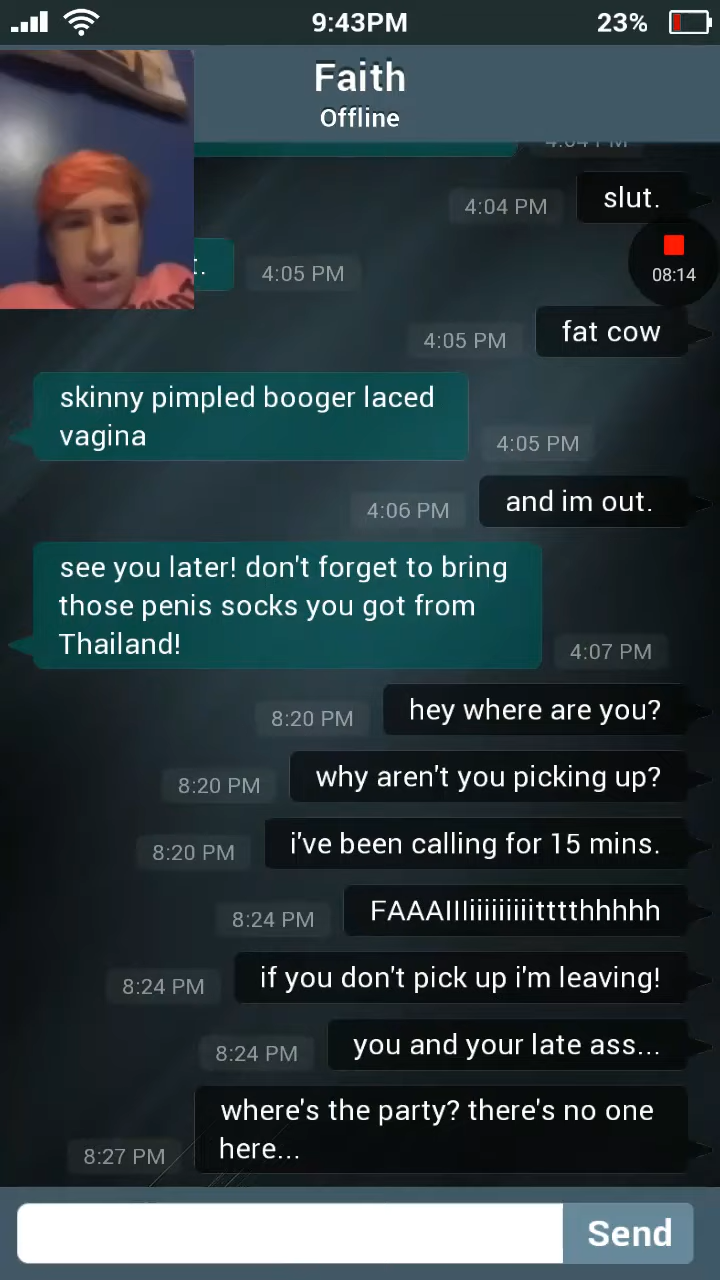 9:43PM
23%
Faith
Offline
slut.
4:04 PM
08:14
4:05 PM
fat cow
4:05 PM
skinny pimpled booger laced
vagina
4:05 PM
and im out.
4:06 PM
see you later! don't forget to bring
those penis socks you got from
Thailand!
4:07 PM
hey where are you?
8:20 PM
why aren't you picking up?
8:20 PM
i've been calling for 15 mins.
8:20 PM
FAAAIIIiiiiiiiiitttthhhhh
8:24 PM
if you don't pick up i'm leaving!
8:24 PM
you and your late ass...
8:24 PM
where's the party? there's no one
here...
8:27 PM
Send